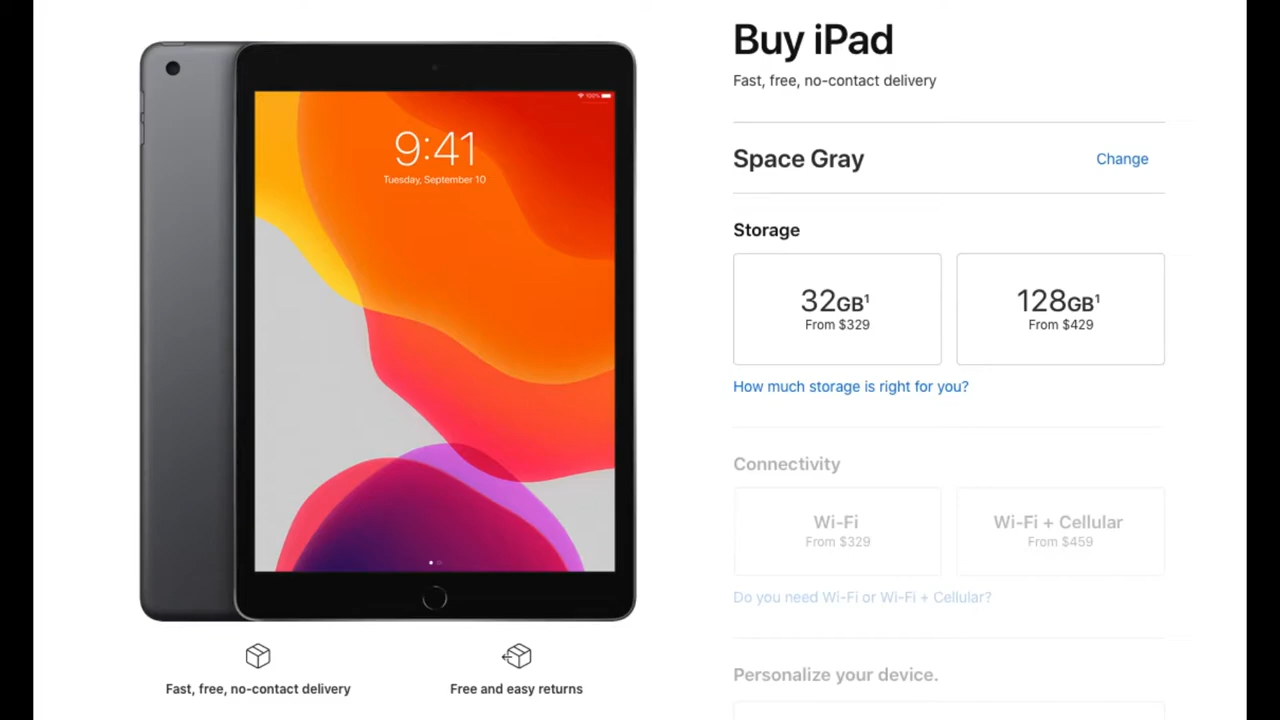 100%
9:41
Tuesday, September 10
Fast, free, no-contact delivery
Free and easy returns
Buy iPad
Fast, free, no-contact delivery
Space Gray
Change
Storage
32GB¹
From $329
128GB¹
From $429
How much storage is right for you?
Connectivity
Wi-Fi
From $329
Wi-Fi + Cellular
From $459
Do you need Wi-Fi or Wi-Fi + Cellular?
Personalize your device.